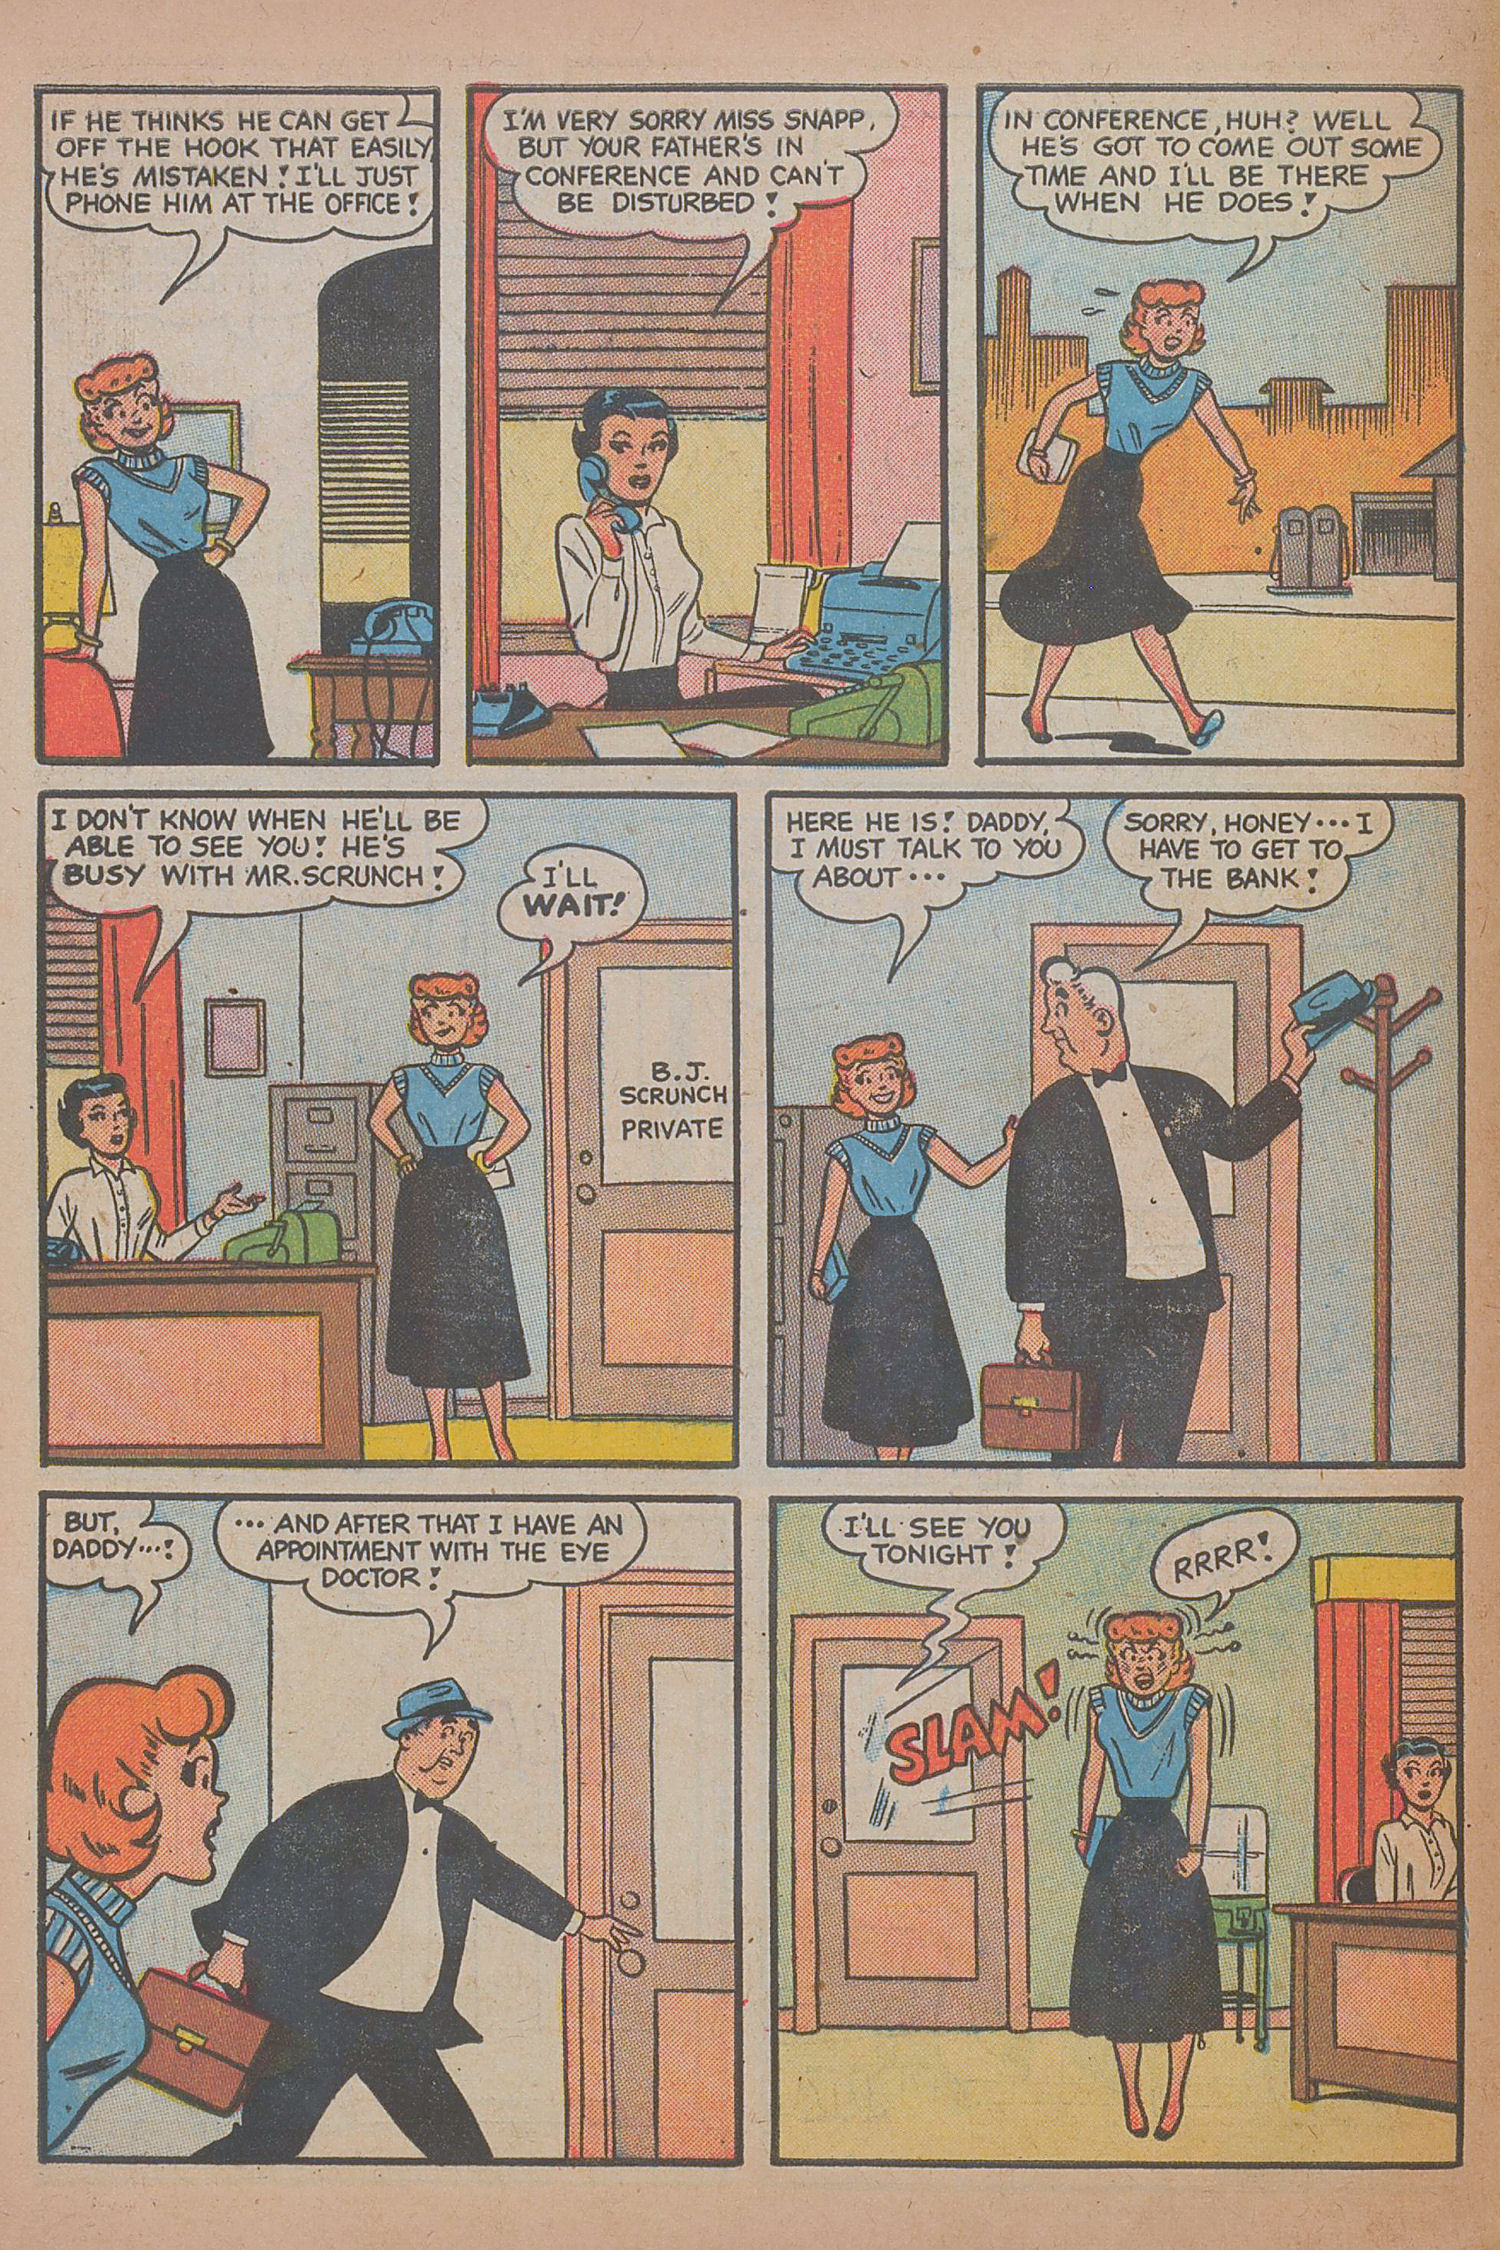 IF HE THINKS HE CAN GET
OFF THE HOOK THAT EASILY
HE'S MISTAKEN! I'LL JUST
PHONE HIM AT THE OFFICE!
I'M VERY SORRY MISS SNAPP,
BUT YOUR FATHER'S IN
CONFERENCE AND CAN'T
BE DISTURBED!
IN CONFERENCE, HUH? WELL
HE'S GOT TO COME OUT SOME
TIME AND I'LL BE THERE
WHEN HE DOES!
I DON'T KNOW WHEN HE'LL BE
ABLE TO SEE YOU! HE'S
BUSY WITH MR. SCRUNCH!
I'LL
WAIT!
B.J.
SCRUNCH
PRIVATE
HERE HE IS! DADDY,
I MUST TALK TO YOU
ABOUT...
SORRY, HONEY... I
HAVE TO GET TO
THE BANK!
BUT,
DADDY...!
... AND AFTER THAT I HAVE AN
APPOINTMENT WITH THE EYE
DOCTOR!
I'LL SEE YOU
TONIGHT!
RRRR!
SLAM!